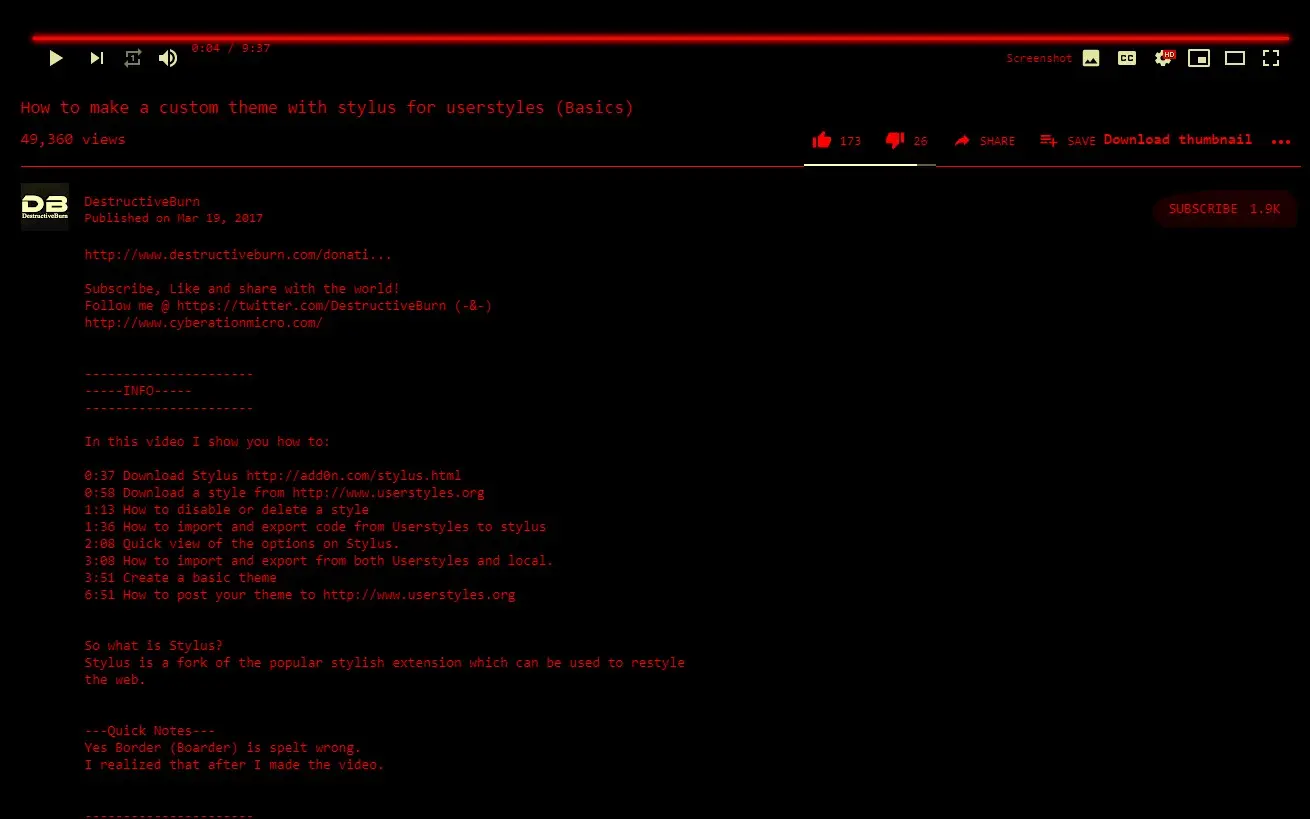 0:04 / 9:37
Screenshot
CC
HD
How to make a custom theme with stylus for userstyles (Basics)
49,360 views
173
26
SHARE
SAVE
Download thumbnail
DB
DestructiveBurn
DestructiveBurn
Published on Mar 19, 2017
SUBSCRIBE 1.9K
http://www.destructiveburn.com/donati...
Subscribe, Like and share with the world!
Follow me @ https://twitter.com/DestructiveBurn (-&-)
http://www.cyberationmicro.com/
----------------------
-----INFO-----
----------------------
In this video I show you how to:
0:37 Download Stylus http://add0n.com/stylus.html
0:58 Download a style from http://www.userstyles.org
1:13 How to disable or delete a style
1:36 How to import and export code from Userstyles to stylus
2:08 Quick view of the options on Stylus.
3:08 How to import and export from both Userstyles and local.
3:51 Create a basic theme
6:51 How to post your theme to http://www.userstyles.org
So what is Stylus?
Stylus is a fork of the popular stylish extension which can be used to restyle
the web.
---Quick Notes---
Yes Border (Boarder) is spelt wrong.
I realized that after I made the video.
----------------------